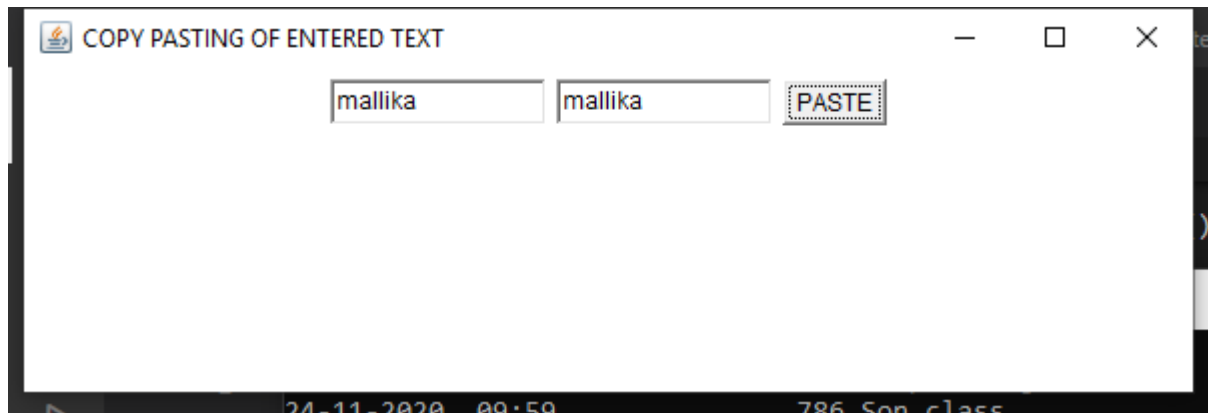 COPY PASTING OF ENTERED TEXT
mallika mallika PASTE
24-11-2020 09:59 786 Son class